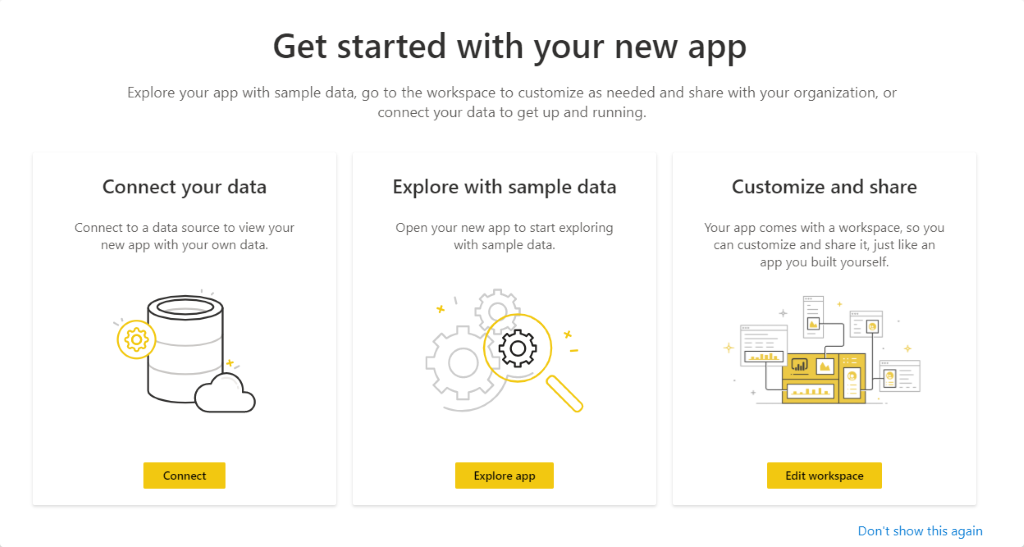 Get started with your new app
Explore your app with sample data, go to the workspace to customize as needed and share with your organization, or
connect your data to get up and running.
Connect your data
Connect to a data source to view your
new app with your own data.
Connect
Explore with sample data
Open your new app to start exploring
with sample data.
Explore app
Customize and share
Your app comes with a workspace, so you
can customize and share it, just like an
app you built yourself.
Edit workspace
Don't show this again